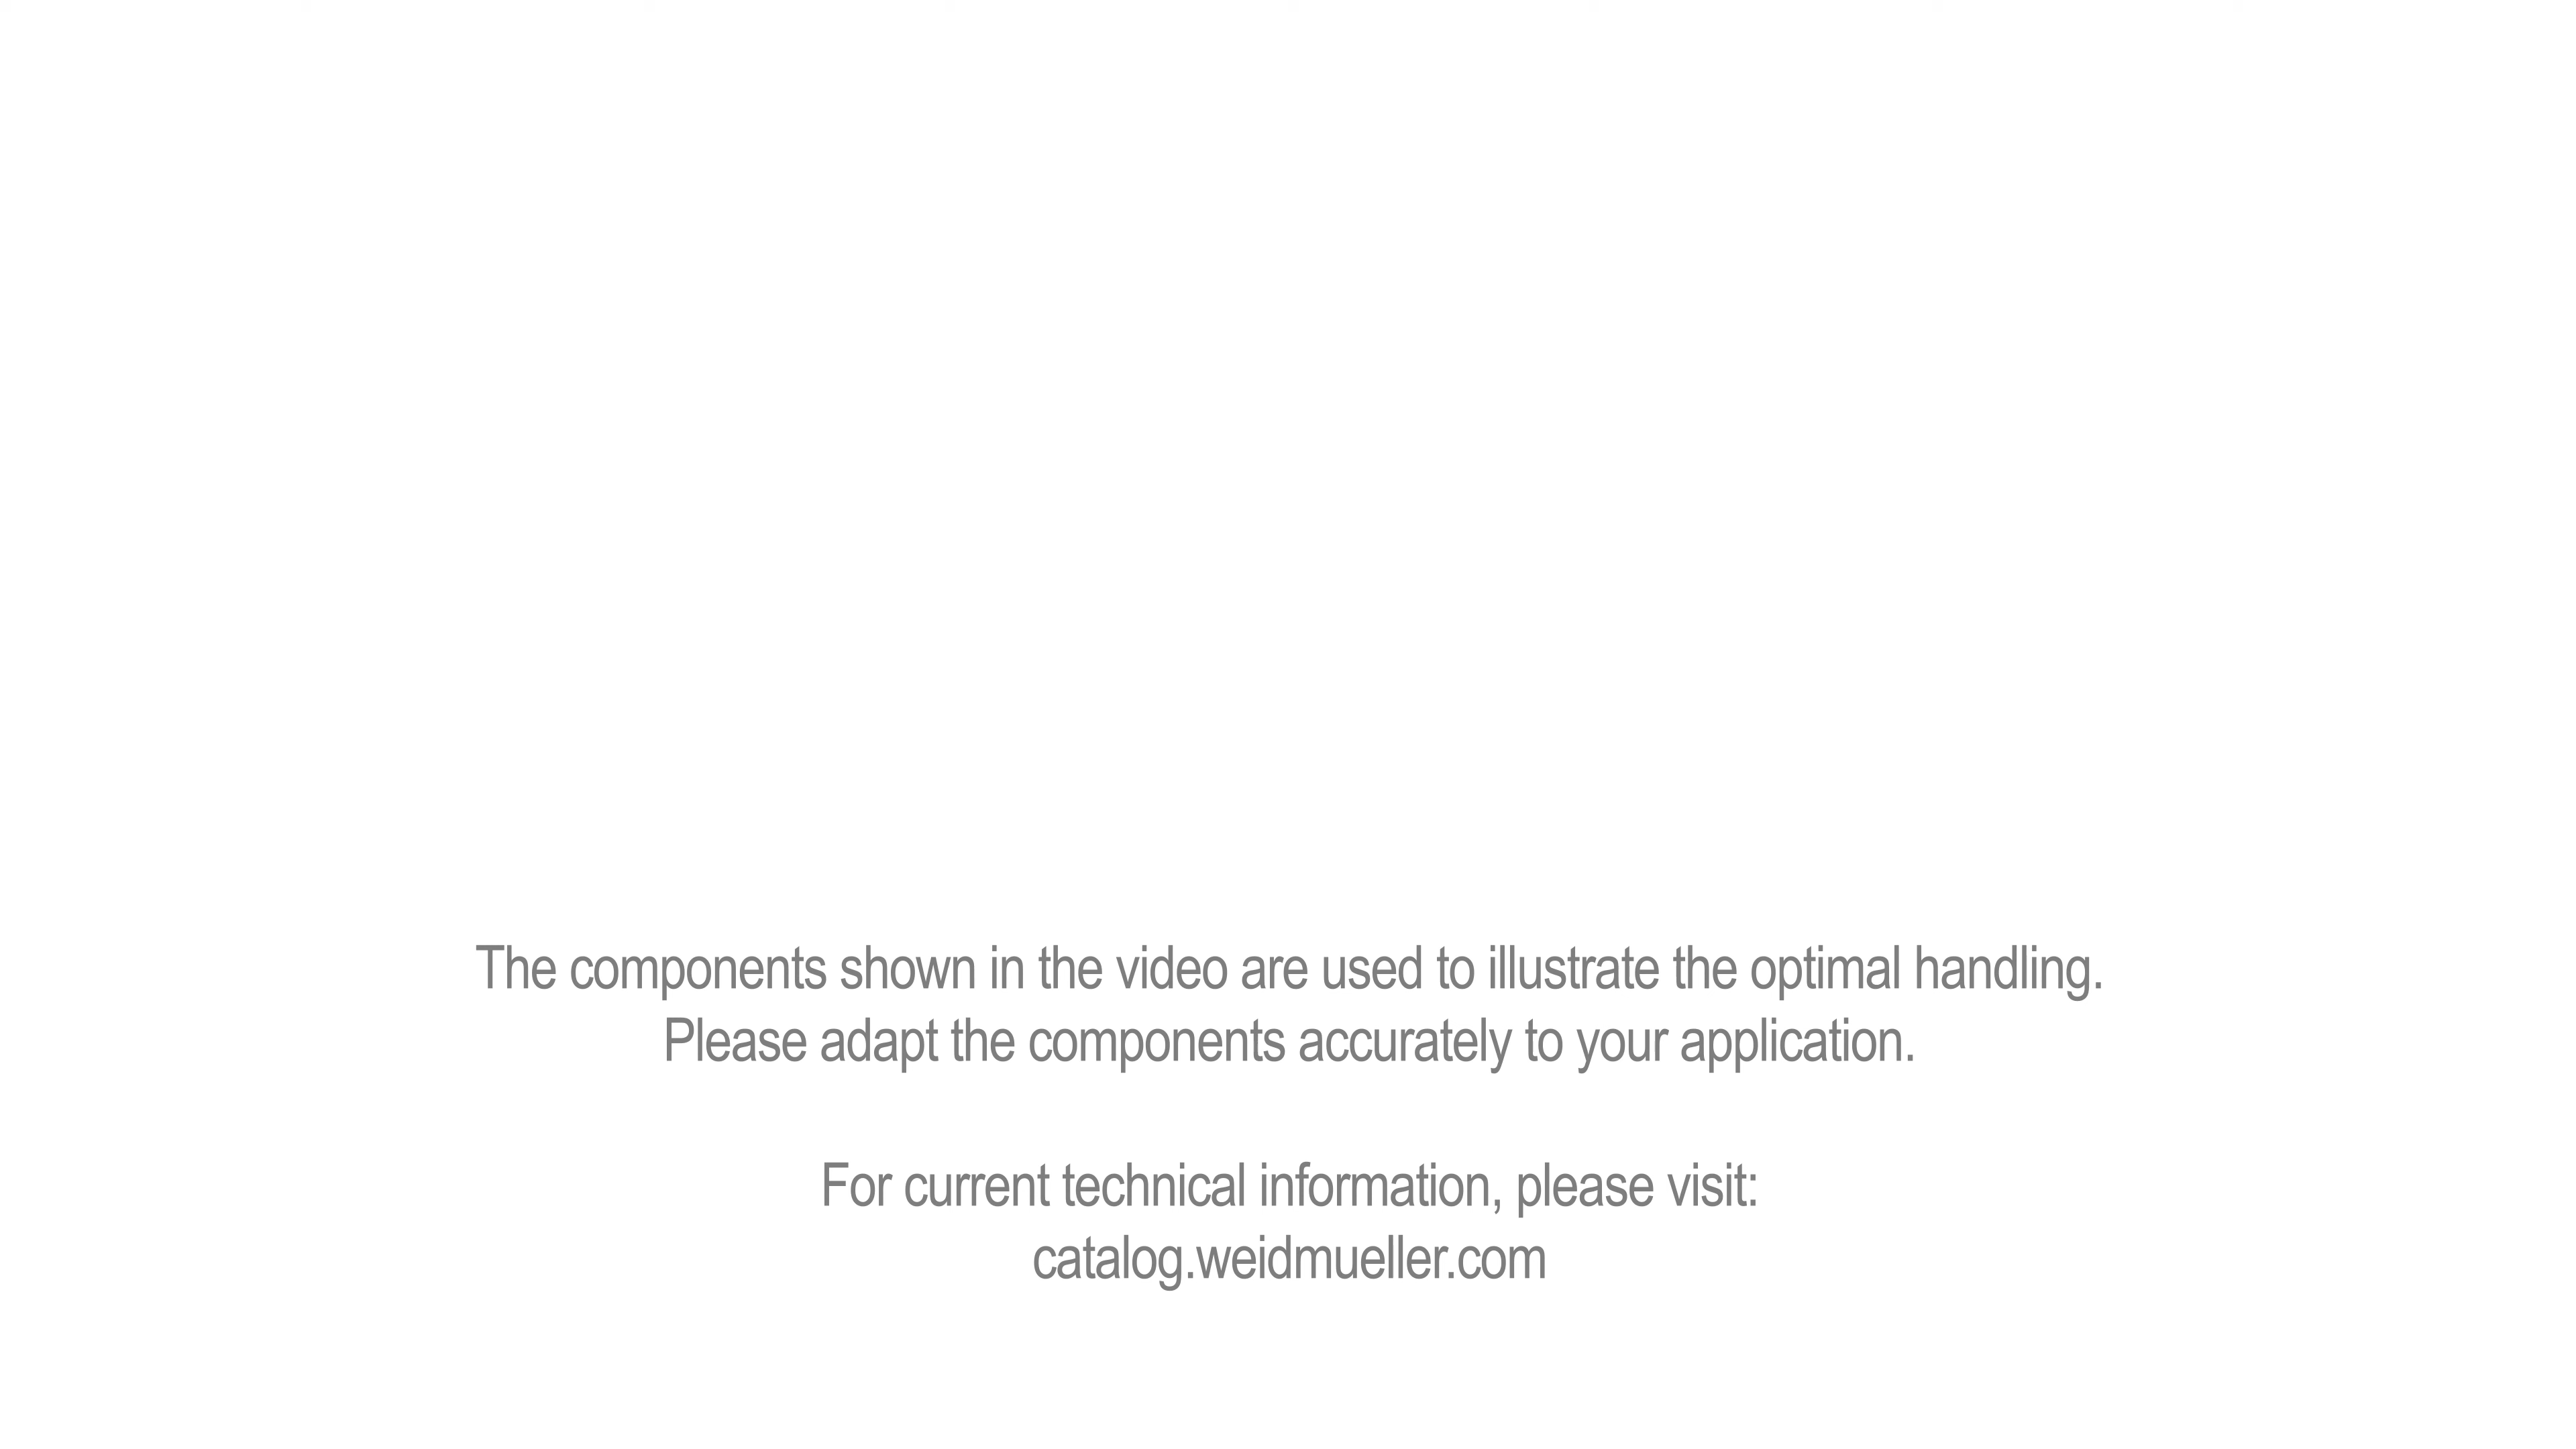 The components shown in the video are used to illustrate the optimal handling.
Please adapt the components accurately to your application.
For current technical information, please visit:
catalog.weidmueller.com